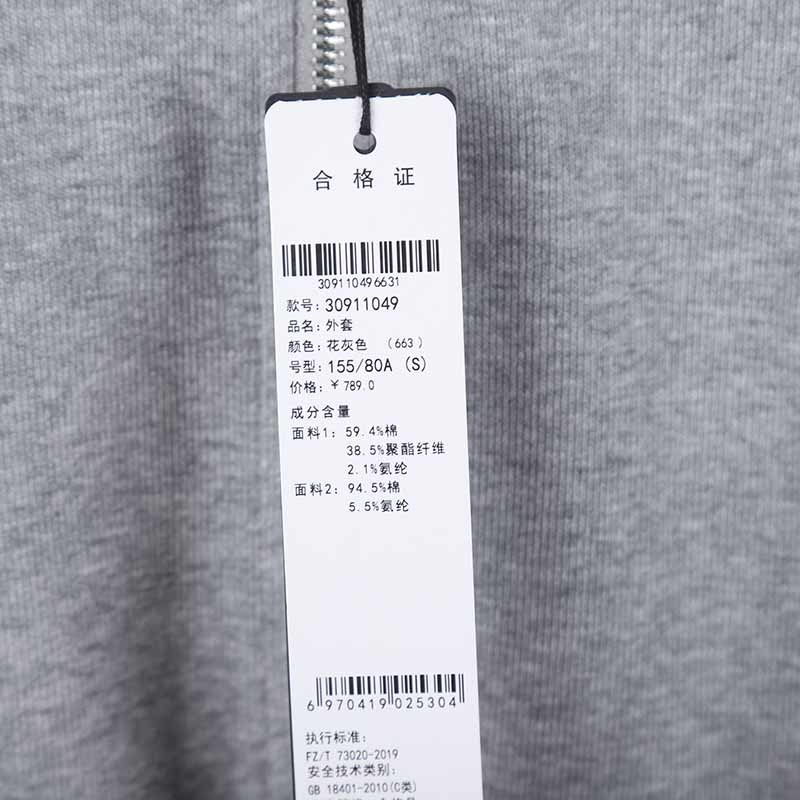 合格证
309110496631
款号: 30911049
品名: 外套
颜色: 花灰色 (663)
号型: 155/80A (S)
价格: ¥ 789.0
成分含量
面料1: 59.4%棉
38.5%聚酯纤维
2.1%氨纶
面料2: 94.5%棉
5.5%氨纶
6 970419 025304
执行标准:
FZ/T 73020-2019
安全技术类别:
GB 18401-2010(C类)